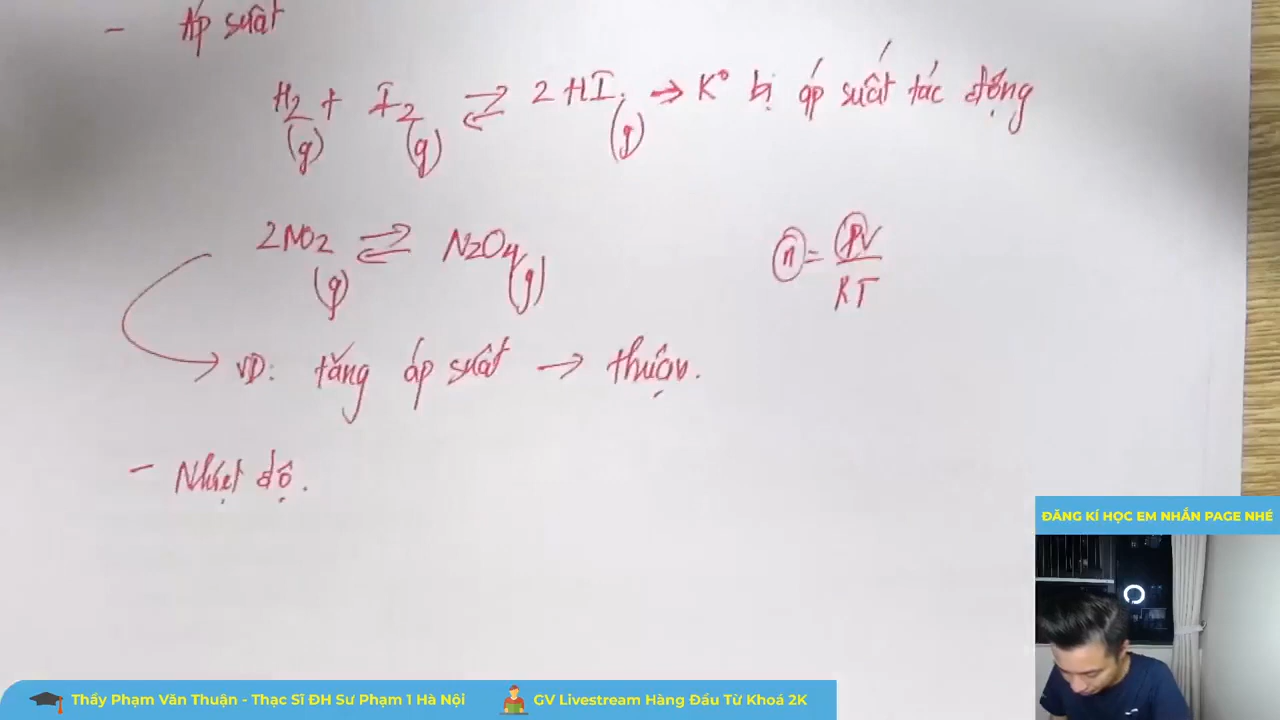 - Áp suất
H2 (g) + I2 (g) ⇌ 2HI (g) → K° bị áp suất tác động
2NO2 (g) ⇌ N2O4 (g)
n = PV / RT
VD: tăng áp suất → thuận.
- Nhiệt độ.
ĐĂNG KÍ HỌC EM NHẮN PAGE NHÉ
Thầy Phạm Văn Thuận - Thạc Sĩ ĐH Sư Phạm 1 Hà Nội
GV Livestream Hàng Đầu Từ Khoá 2K